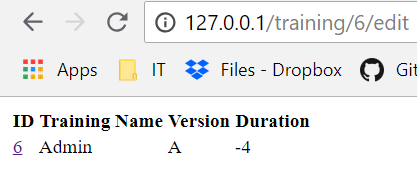 127.0.0.1/training/6/edit
Apps IT Files - Dropbox Git
ID Training Name Version Duration
6 Admin A -4